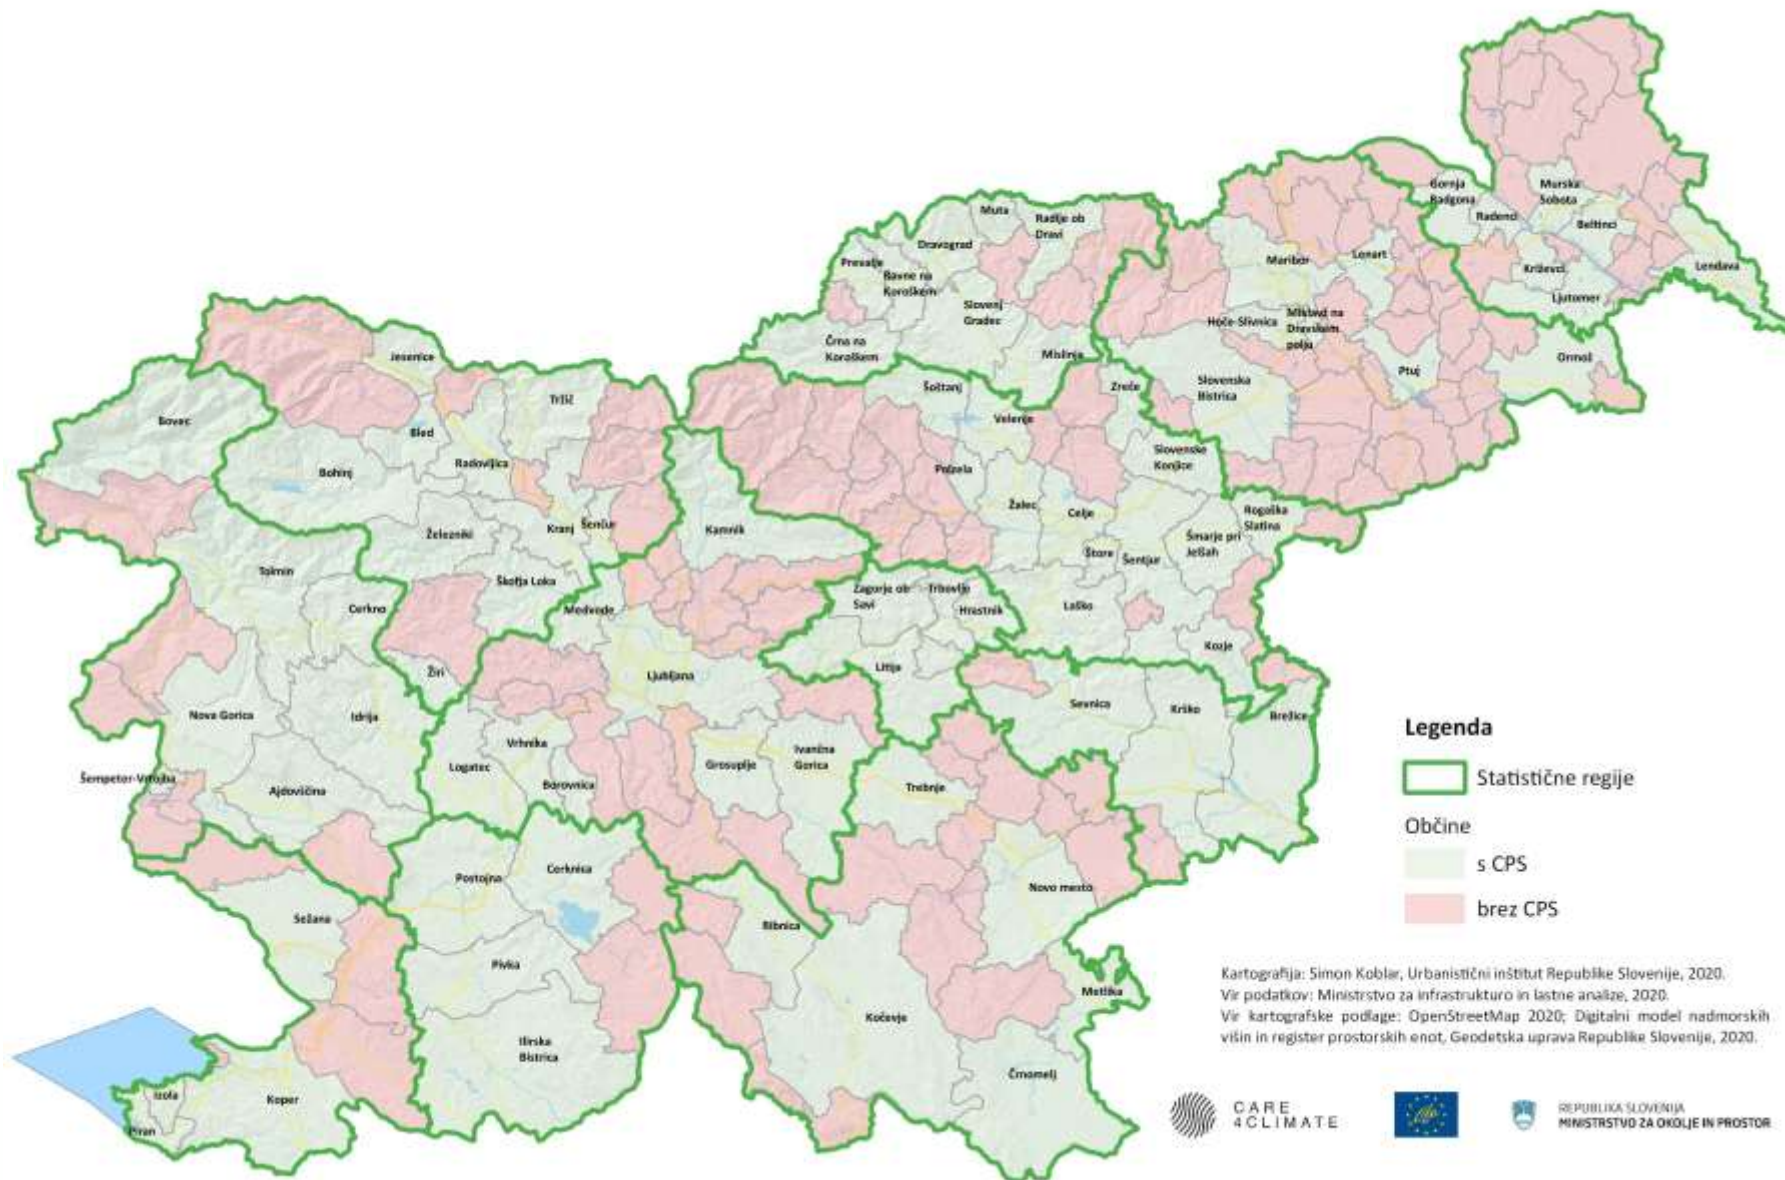 Gornja
Radgona
Murska
Sobota
Radenci
Beltinci
Muta
Radlje ob
Dravi
Dravograd
Lenart
Maribor
Prevalje
Ravne na
Koroškem
Križevci
Lendava
Ljutomer
Slovenj
Gradec
Hoče-Slivnica
Miklavž na
Dravskem
polju
Črna na
Koroškem
Mislinja
Jesenice
Ormož
Ptuj
Šoštanj
Zreče
Slovenska
Bistrica
Tržič
Bovec
Velenje
Bled
Radovljica
Bohinj
Polzela
Slovenske
Konjice
Žalec
Celje
Rogaška
Slatina
Kranj
Šenčur
Kamnik
Železniki
Šmarje pri
Jelšah
Štore
Šentjur
Tolmin
Škofja Loka
Zagorje ob
Savi
Trbovlje
Hrastnik
Cerkno
Medvode
Laško
Kozje
Žiri
Ljubljana
Litija
Sevnica
Krško
Brežice
Nova Gorica
Idrija
Vrhnika
Logatec
Borovnica
Grosuplje
Ivančna
Gorica
Šempeter-Vrtojba
Ajdovščina
Trebnje
Postojna
Cerknica
Novo mesto
Sežana
Ribnica
Pivka
Metlika
Kočevje
Ilirska
Bistrica
Črnomelj
Izola
Koper
Piran
Legenda
Statistične regije
Občine
s CPS
brez CPS
Kartografija: Simon Koblar, Urbanistični inštitut Republike Slovenije, 2020.
Vir podatkov: Ministrstvo za infrastrukturo in lastne analize, 2020.
Vir kartografske podlage: OpenStreetMap 2020; Digitalni model nadmorskih
višin in register prostorskih enot, Geodetska uprava Republike Slovenije, 2020.
CARE
4CLIMATE
REPUBLIKA SLOVENIJA
MINISTRSTVO ZA OKOLJE IN PROSTOR